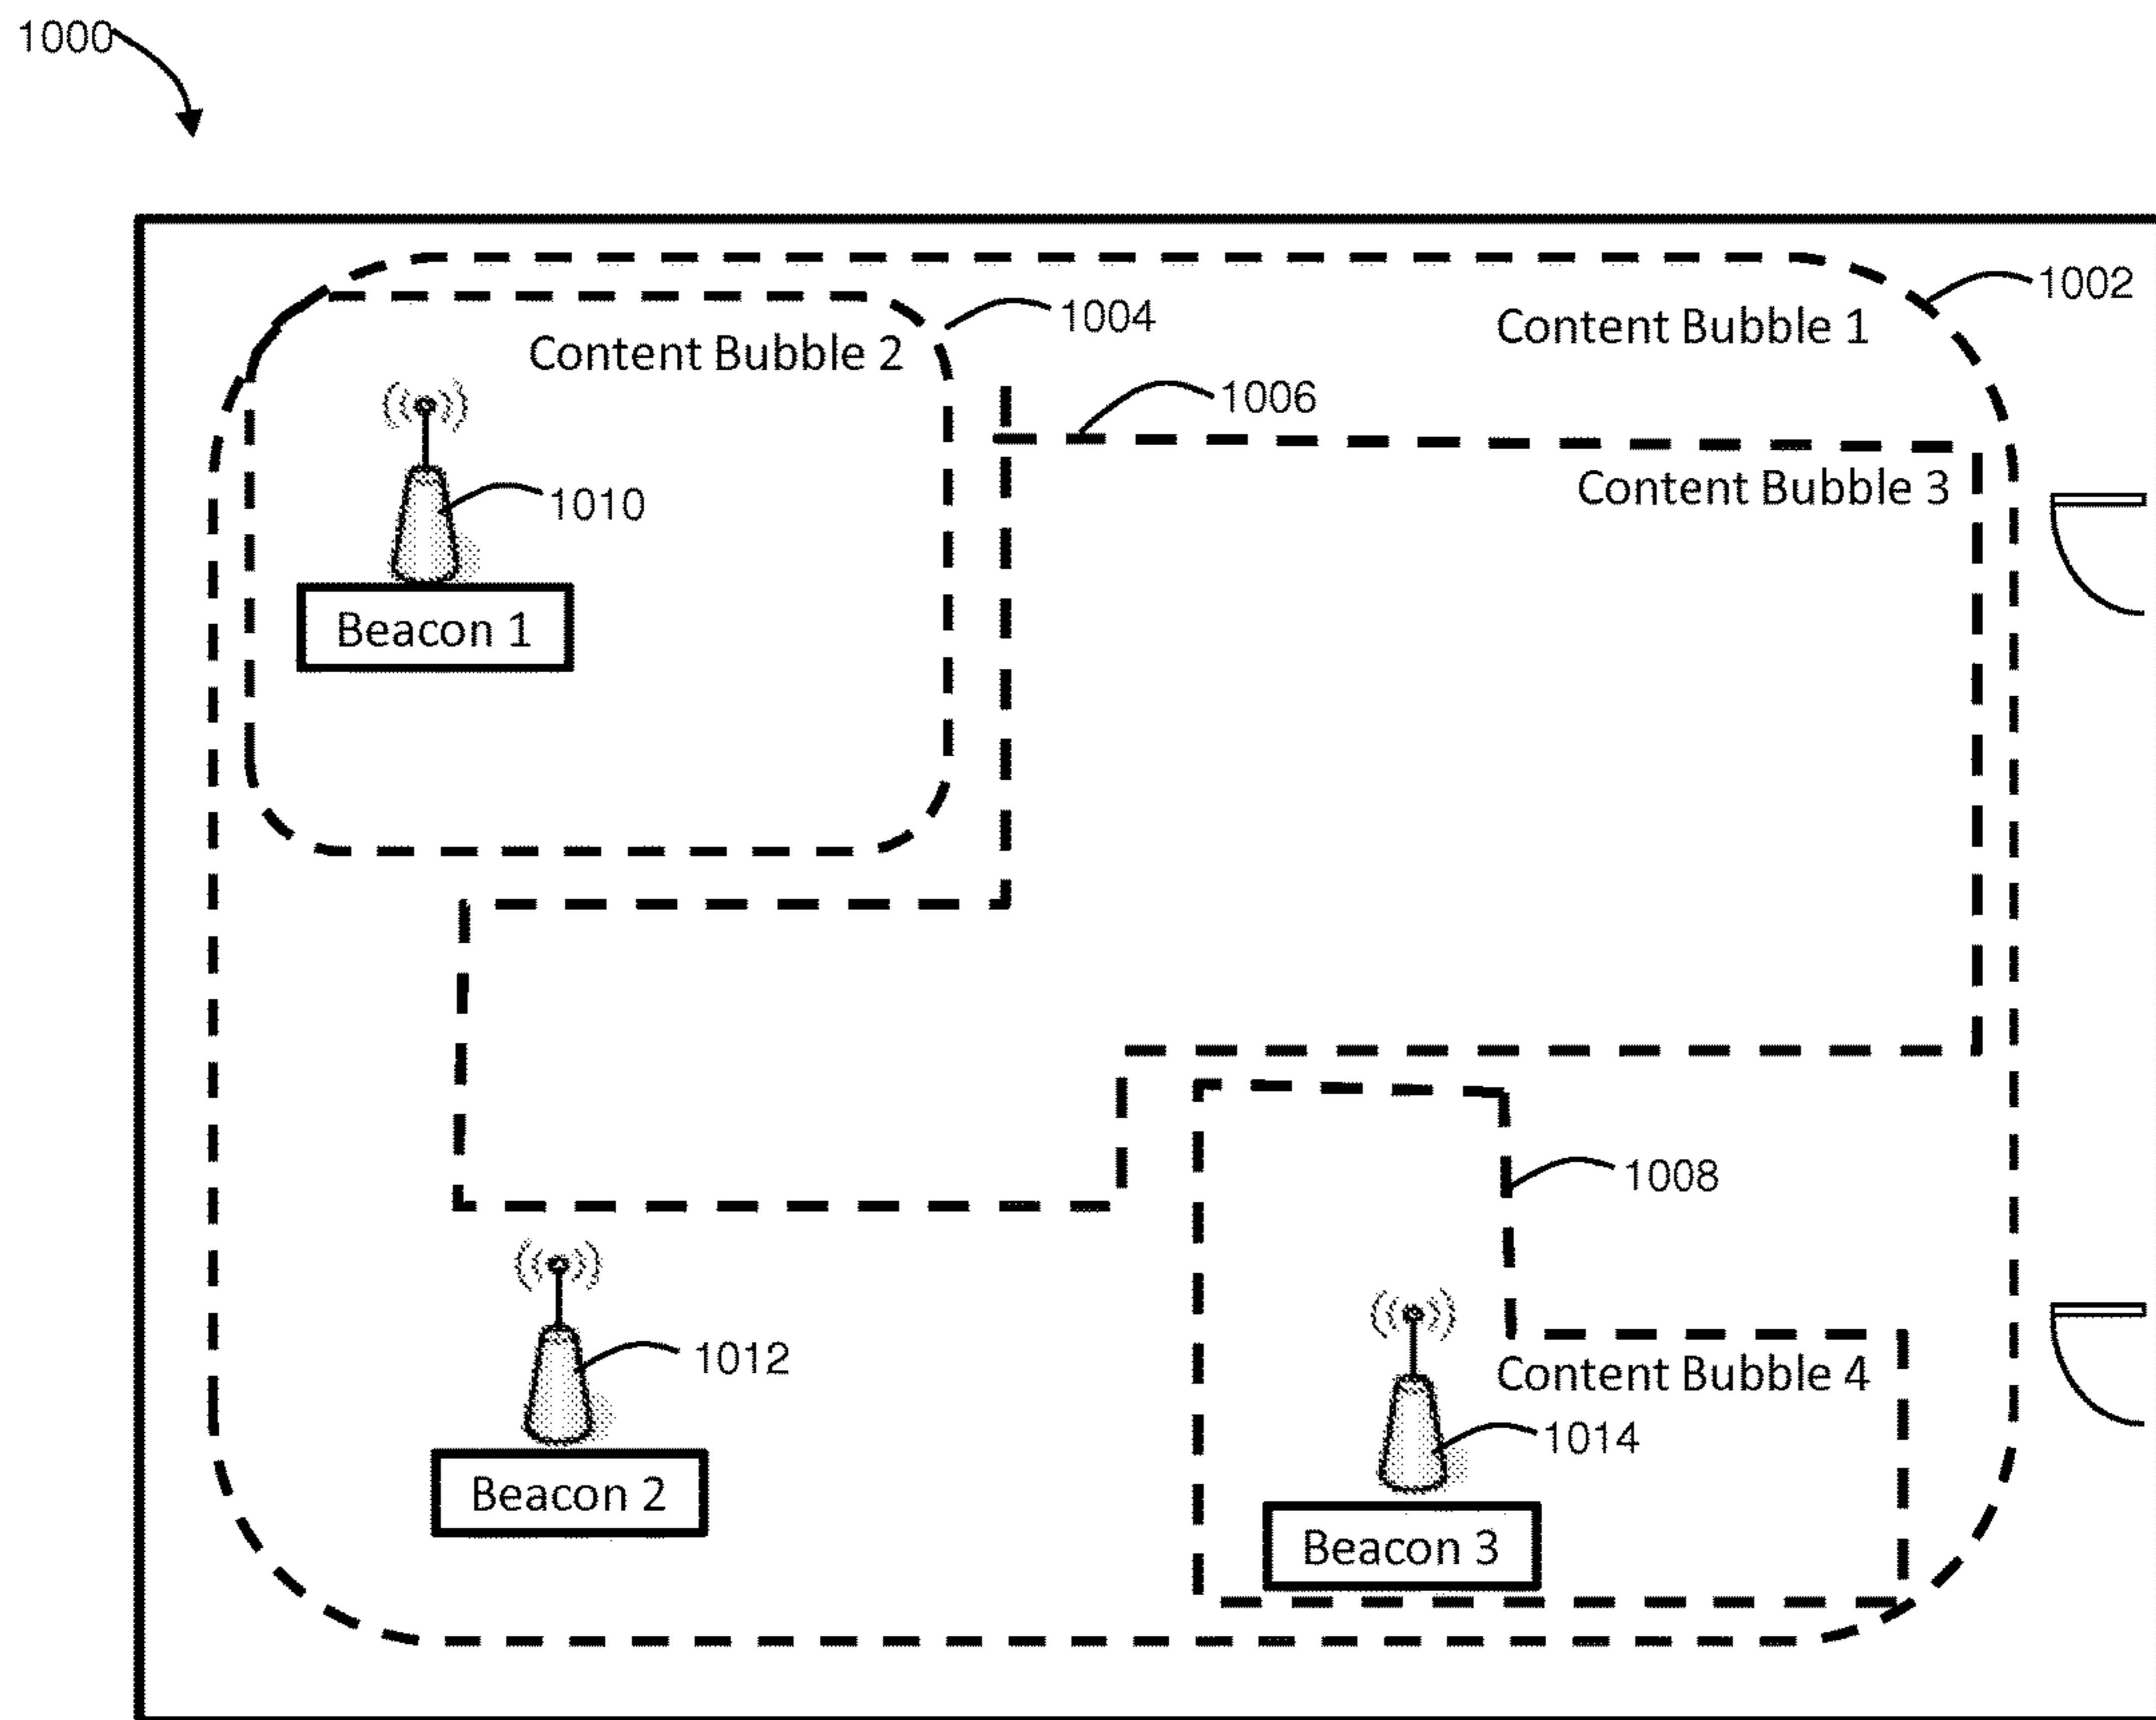 1000
1002
Content Bubble 1
1004
Content Bubble 2
1006
Content Bubble 3
1010
Beacon 1
1008
1012
Content Bubble 4
1014
Beacon 2
Beacon 3